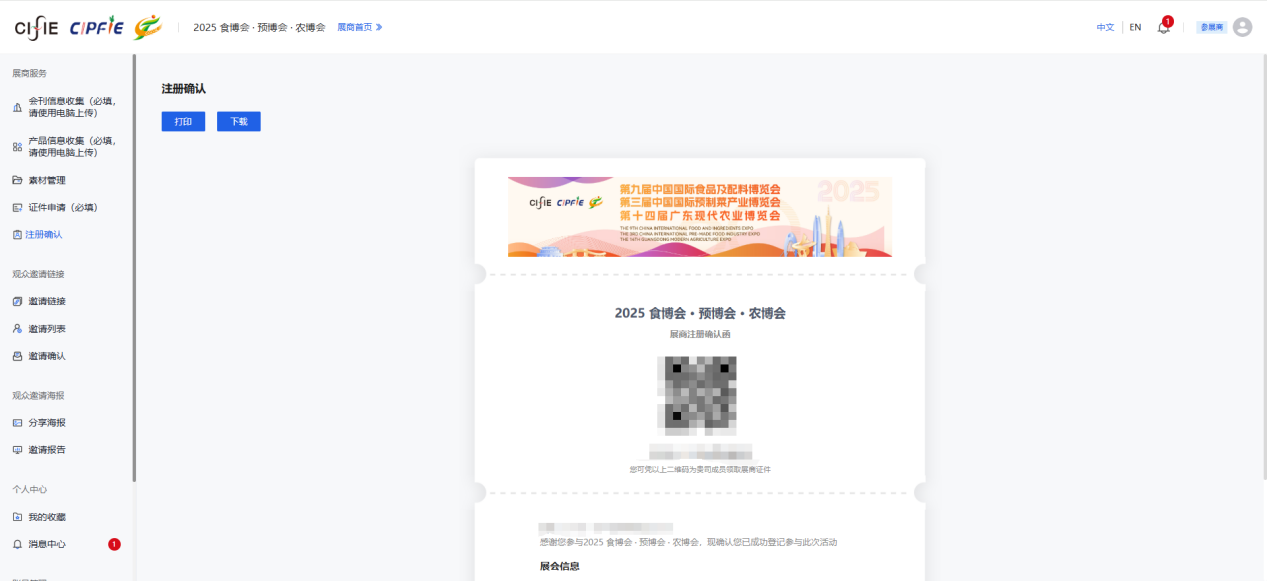 CIFIE CIPFIE
2025 食博会 · 预博会 · 农博会 展商首页
中文 EN 1 参展商
展商服务
会刊信息收集（必填，
请使用电脑上传）
产品信息收集（必填，
请使用电脑上传）
素材管理
证件申请（必填）
注册确认
观众邀请链接
邀请链接
邀请列表
邀请确认
观众邀请海报
分享海报
邀请报告
个人中心
我的收藏
消息中心 1
注册确认
打印 下载
CIFIE CIPFIE
第九届中国国际食品及配料博览会
第三届中国国际预制菜产业博览会
第十四届广东现代农业博览会
THE 9TH CHINA INTERNATIONAL FOOD AND INGREDIENTS EXPO
THE 3RD CHINA INTERNATIONAL PRE-MADE FOOD INDUSTRY EXPO
THE 14TH GUANGDONG MODERN AGRICULTURE EXPO
2025
2025 食博会 · 预博会 · 农博会
展商注册确认函
您可凭以上二维码为贵司成员领取展商证件
感谢您参与2025 食博会 · 预博会 · 农博会，现确认您已成功登记参与此次活动
展会信息